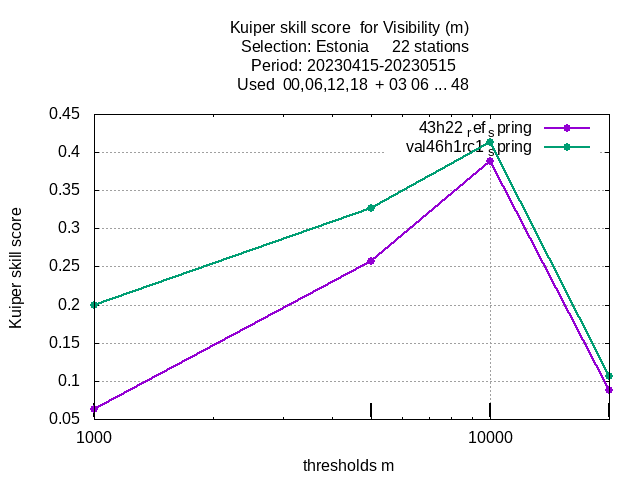 Kuiper skill score  for Visibility (m)
Selection: Estonia     22 stations
Period: 20230415-20230515
Used  00,06,12,18  + 03 06 ... 48
43h22 ref spring
val46h1rc1 spring
0.45
0.4
0.35
0.3
0.25
0.2
0.15
0.1
0.05
Kuiper skill score
1000
10000
thresholds m